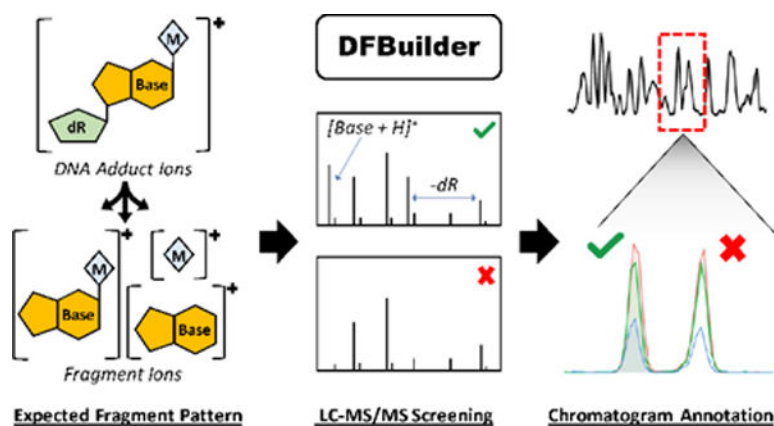 M
+
Base
dR
DNA Adduct Ions
+
M
Base
+
M
+
Base
Fragment Ions
Expected Fragment Pattern
DFBuilder
[Base + H]⁺
-dR
LC-MS/MS Screening
Chromatogram Annotation